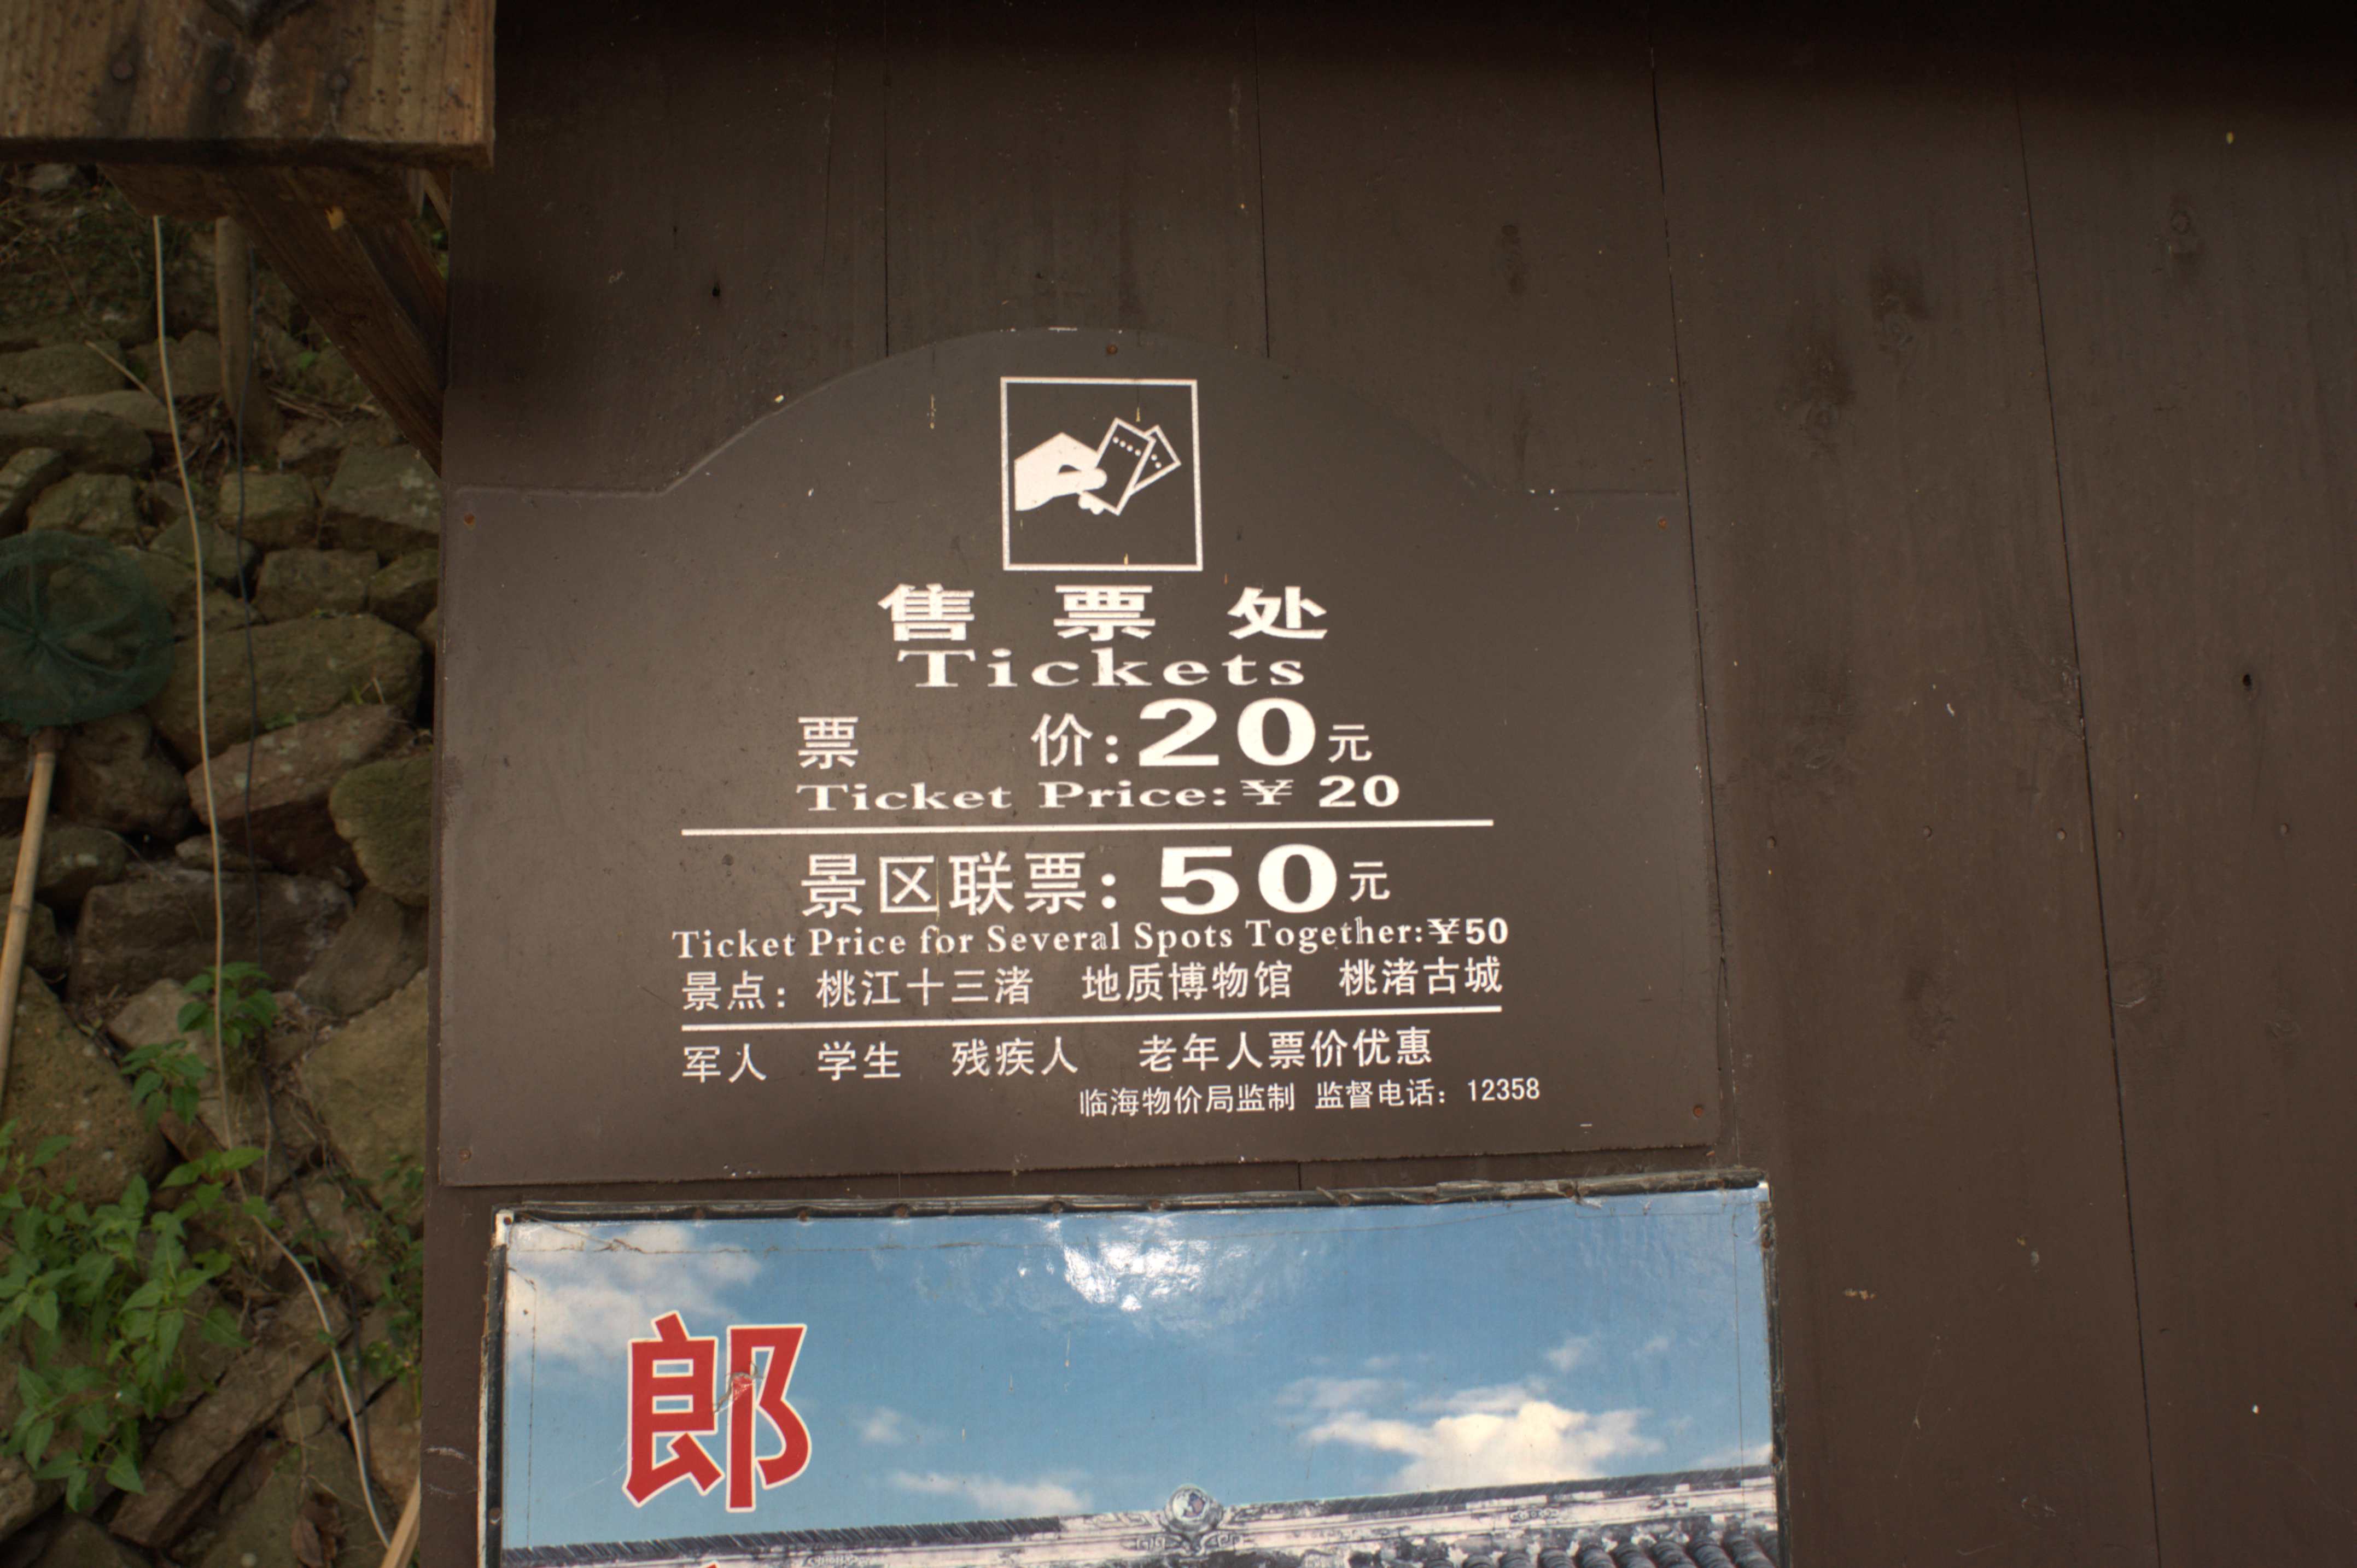 售票处
Tickets
票 价:20元
Ticket Price:￥20
景区联票: 50元
Ticket Price for Several Spots Together:￥50
景点: 桃江十三渚 地质博物馆 桃渚古城
军人 学生 残疾人 老年人票价优惠
临海物价局监制 监督电话: 12358
郎